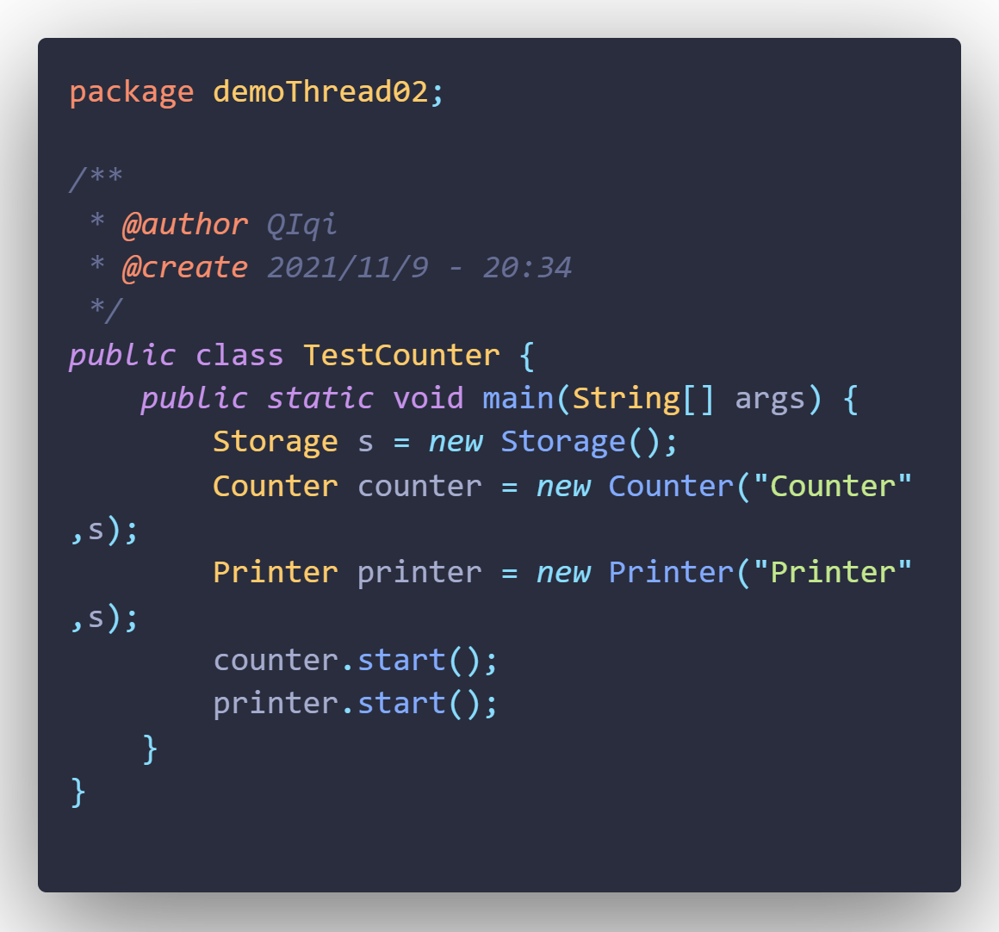 package demoThread02;

/**
 * @author QIqi
 * @create 2021/11/9 - 20:34
 */
public class TestCounter {
    public static void main(String[] args) {
        Storage s = new Storage();
        Counter counter = new Counter("Counter"
,s);
        Printer printer = new Printer("Printer"
,s);
        counter.start();
        printer.start();
    }
}